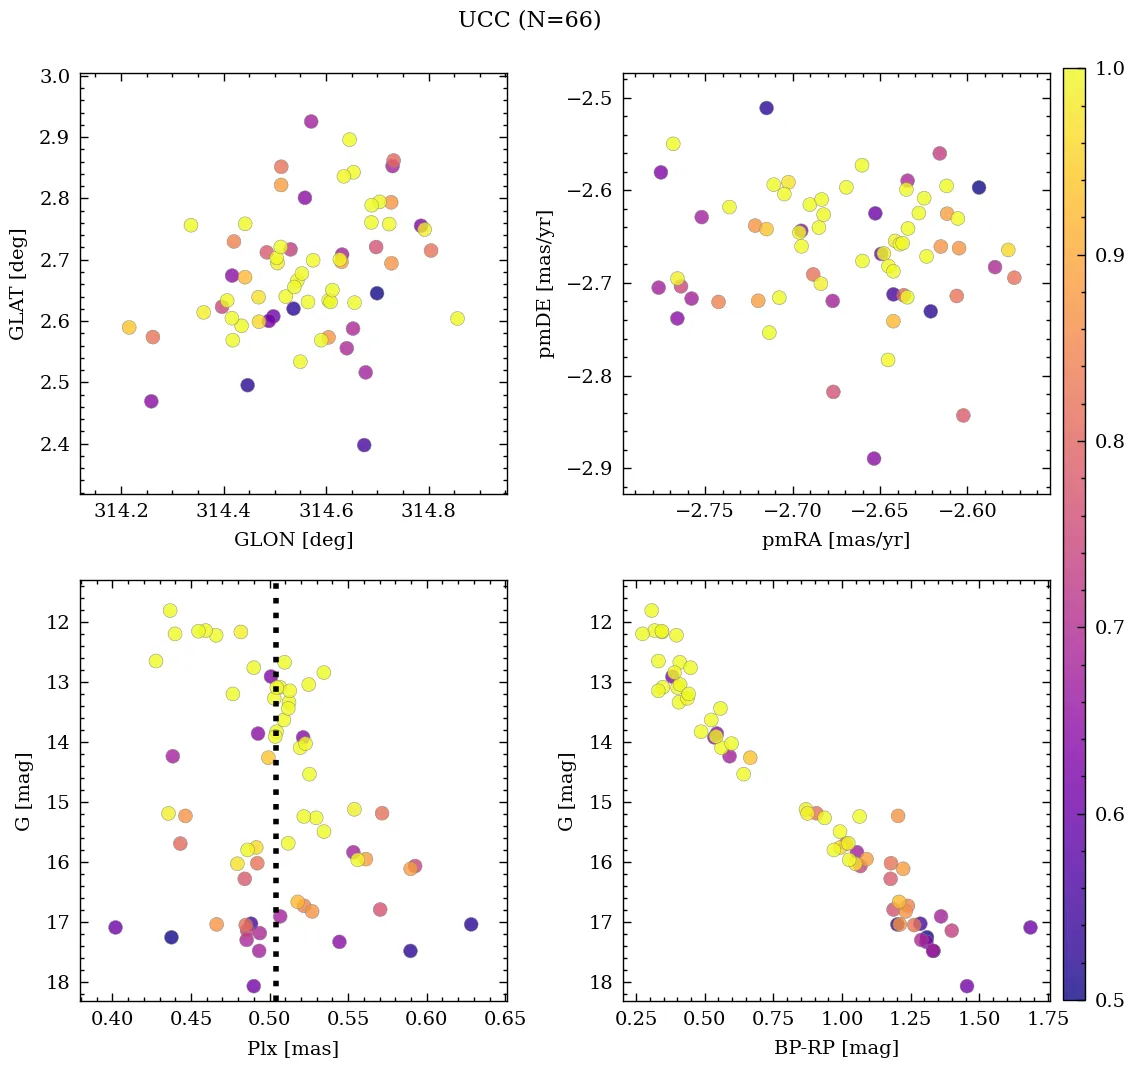 UCC (N=66)
3.0
2.9
2.8
2.7
2.6
2.5
2.4
GLAT [deg]
314.2 314.4 314.6 314.8
GLON [deg]
−2.5
−2.6
−2.7
−2.8
−2.9
pmDE [mas/yr]
−2.75 −2.70 −2.65 −2.60
pmRA [mas/yr]
12
13
14
15
16
17
18
G [mag]
0.40 0.45 0.50 0.55 0.60 0.65
Plx [mas]
12
13
14
15
16
17
18
G [mag]
0.25 0.50 0.75 1.00 1.25 1.50 1.75
BP-RP [mag]
1.0
0.9
0.8
0.7
0.6
0.5